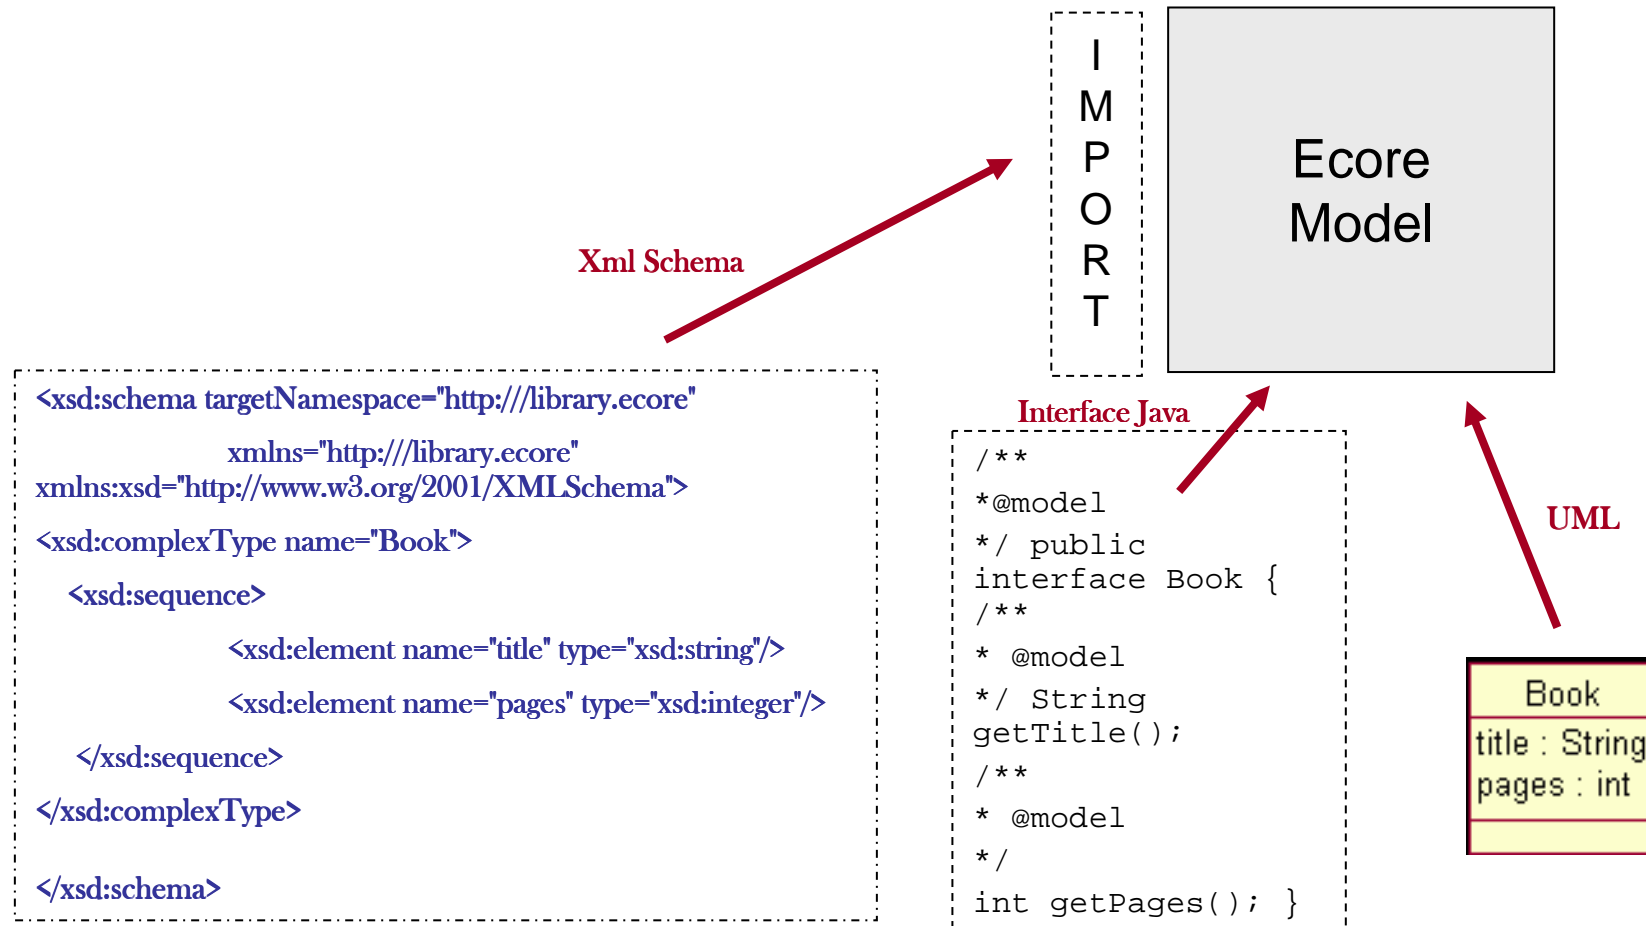 I
M
P
O
R
T
Ecore
Model
Xml Schema
<xsd:schema targetNamespace="http:///library.ecore"
xmlns="http:///library.ecore"
xmlns:xsd="http://www.w3.org/2001/XMLSchema">
<xsd:complexType name="Book">
<xsd:sequence>
<xsd:element name="title" type="xsd:string"/>
<xsd:element name="pages" type="xsd:integer"/>
</xsd:sequence>
</xsd:complexType>
</xsd:schema>
Interface Java
/**
*@model
*/ public
interface Book {
/**
* @model
*/ String
getTitle();
/**
* @model
*/
int getPages(); }
UML
Book
title : String
pages : int